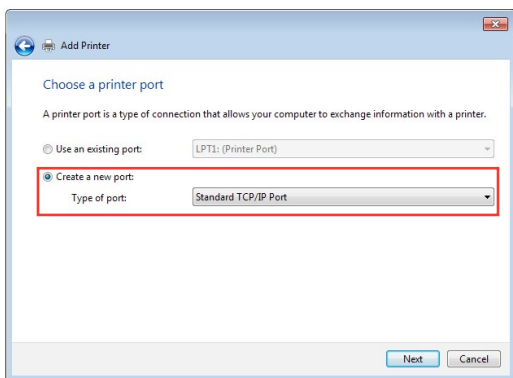 Add Printer
Choose a printer port
A printer port is a type of connection that allows your computer to exchange information with a printer.
Use an existing port: LPT1: (Printer Port)
Create a new port:
Type of port: Standard TCP/IP Port
Next Cancel